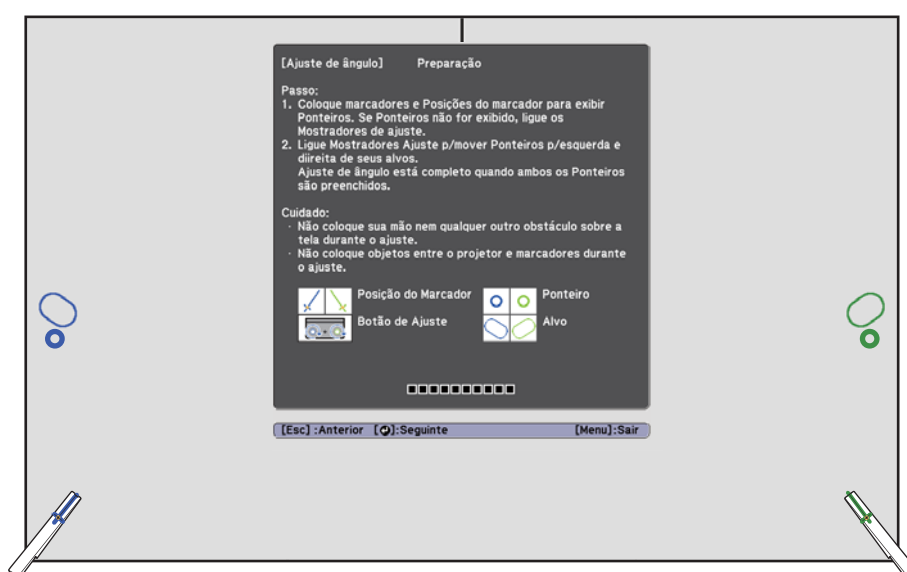 [Ajuste de ângulo] Preparação
Passo:
1. Coloque marcadores e Posições do marcador para exibir
Ponteiros. Se Ponteiros não for exibido, ligue os
Mostradores de ajuste.
2. Ligue Mostradores Ajuste p/mover Ponteiros p/esquerda e
diireita de seus alvos.
Ajuste de ângulo está completo quando ambos os Ponteiros
são preenchidos.
Cuidado:
· Não coloque sua mão nem qualquer outro obstáculo sobre a
tela durante o ajuste.
· Não coloque objetos entre o projetor e marcadores durante
o ajuste.
Posição do Marcador Ponteiro
Botão de Ajuste Alvo
[Esc] :Anterior [⏎]:Seguinte [Menu]:Sair